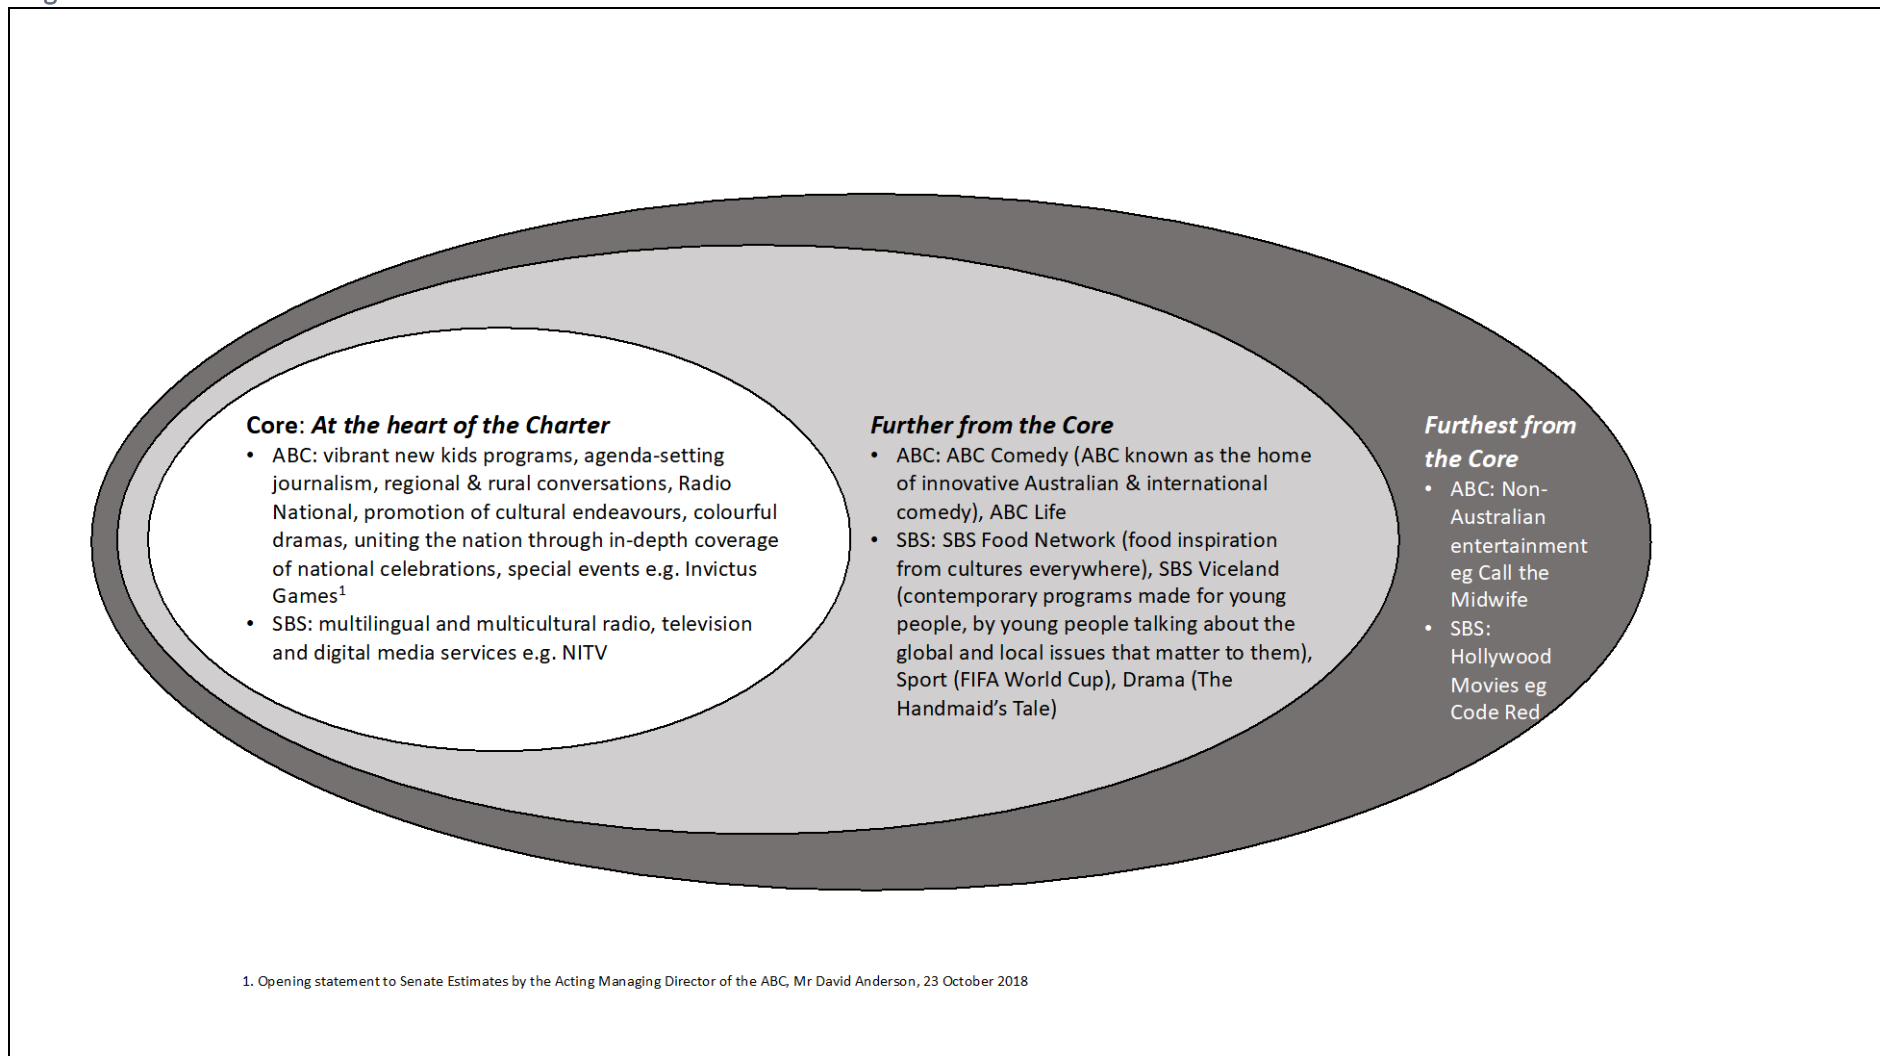 Core: At the heart of the Charter
• ABC: vibrant new kids programs, agenda-setting
journalism, regional & rural conversations, Radio
National, promotion of cultural endeavours, colourful
dramas, uniting the nation through in-depth coverage
of national celebrations, special events e.g. Invictus
Games1
• SBS: multilingual and multicultural radio, television
and digital media services e.g. NITV
Further from the Core
• ABC: ABC Comedy (ABC known as the home
of innovative Australian & international
comedy), ABC Life
• SBS: SBS Food Network (food inspiration
from cultures everywhere), SBS Viceland
(contemporary programs made for young
people, by young people talking about the
global and local issues that matter to them),
Sport (FIFA World Cup), Drama (The
Handmaid’s Tale)
Furthest from
the Core
• ABC: Non-
Australian
entertainment
eg Call the
Midwife
• SBS:
Hollywood
Movies eg
Code Red
1. Opening statement to Senate Estimates by the Acting Managing Director of the ABC, Mr David Anderson, 23 October 2018